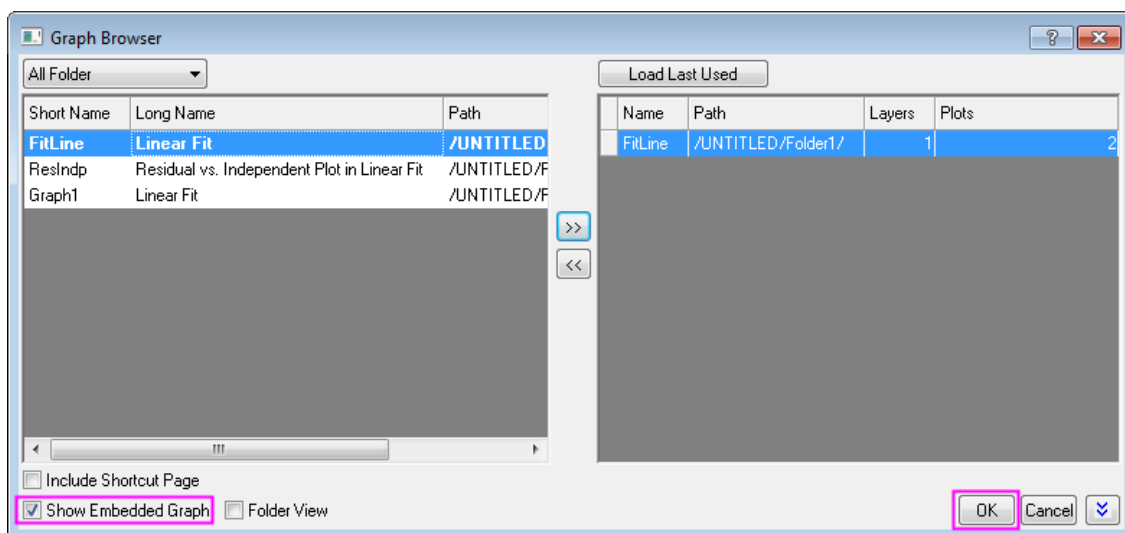 Graph Browser
All Folder
Load Last Used
Short Name Long Name Path
FitLine Linear Fit /UNTITLED
ResIndp Residual vs. Independent Plot in Linear Fit /UNTITLED/F
Graph1 Linear Fit /UNTITLED/F
>>
<<
Name Path Layers Plots
FitLine /UNTITLED/Folder1/ 1 2
Include Shortcut Page
Show Embedded Graph Folder View
OK Cancel